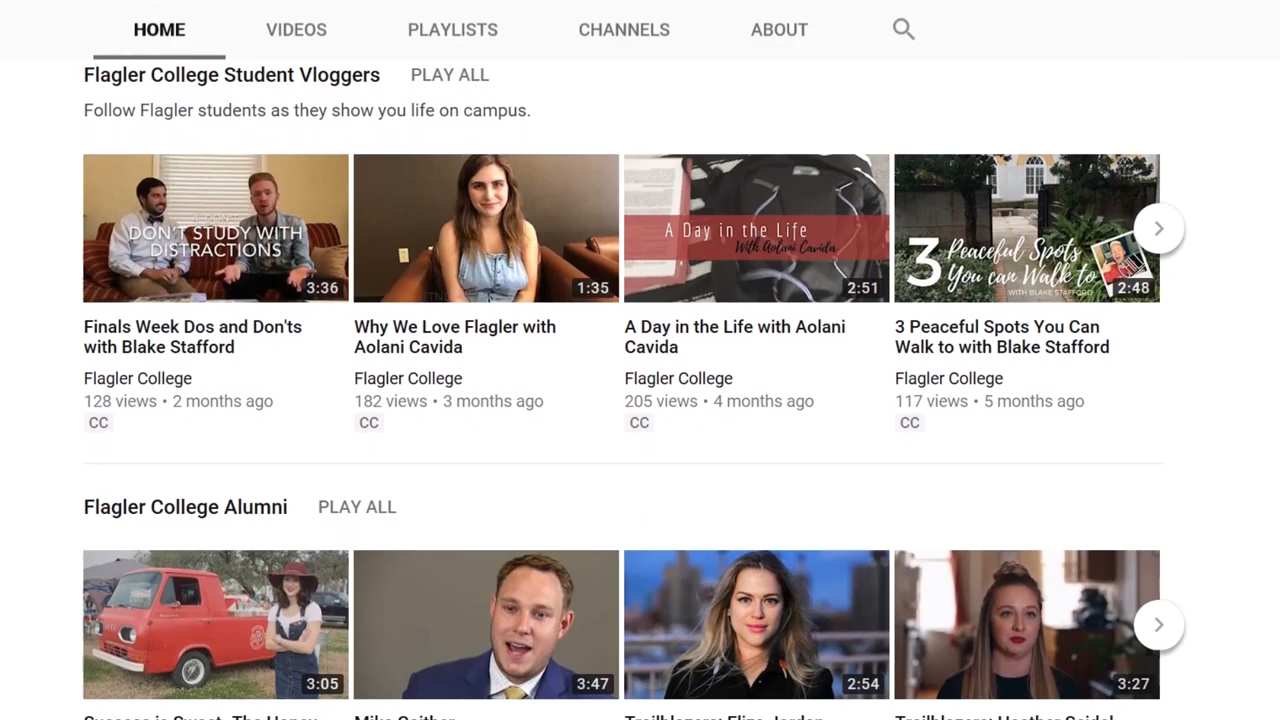 HOME VIDEOS PLAYLISTS CHANNELS ABOUT
Flagler College Student Vloggers PLAY ALL
Follow Flagler students as they show you life on campus.
DON'T STUDY WITH
DISTRACTIONS
3:36
1:35
A Day in the Life
With Aolani Cavida
2:51
3 Peaceful Spots
You can Walk to
WITH BLAKE STAFFORD
2:48
Finals Week Dos and Don'ts
with Blake Stafford
Flagler College
128 views • 2 months ago
CC
Why We Love Flagler with
Aolani Cavida
Flagler College
182 views • 3 months ago
CC
A Day in the Life with Aolani
Cavida
Flagler College
205 views • 4 months ago
CC
3 Peaceful Spots You Can
Walk to with Blake Stafford
Flagler College
117 views • 5 months ago
CC
Flagler College Alumni PLAY ALL
3:05
3:47
2:54
3:27